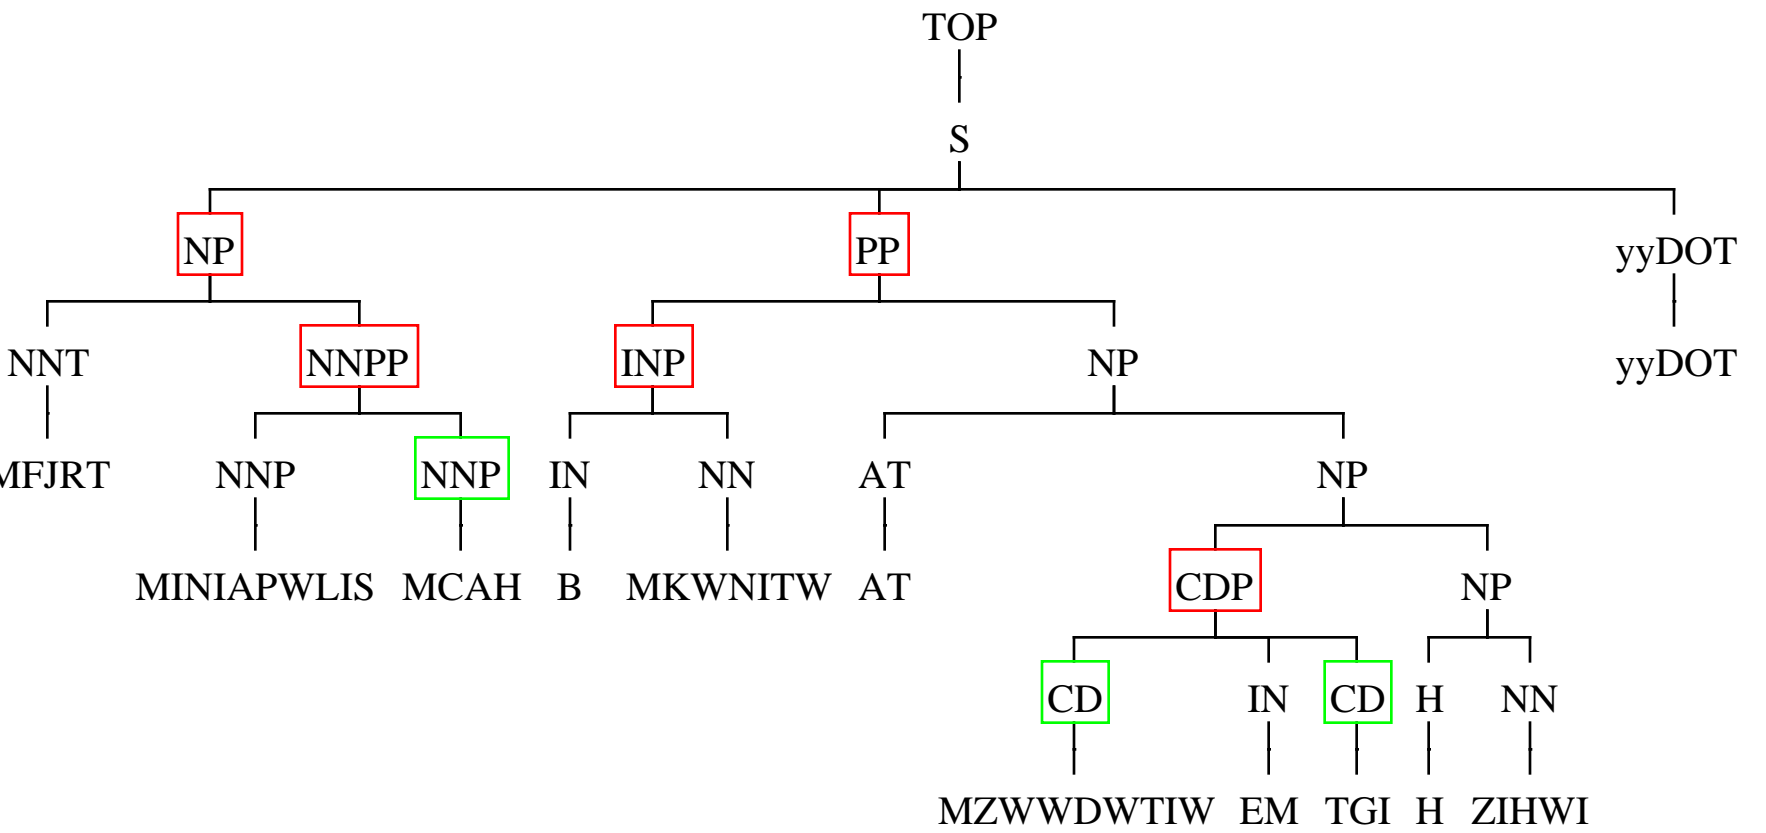 TOP
S
NP PP yyDOT
NNT NNPP INP NP yyDOT
MFJRT NNP NNP IN NN AT NP
MINIAPWLIS MCAH B MKWNITW AT CDP NP
CD IN CD H NN
MZWWDWTIW EM TGI H ZIHWI